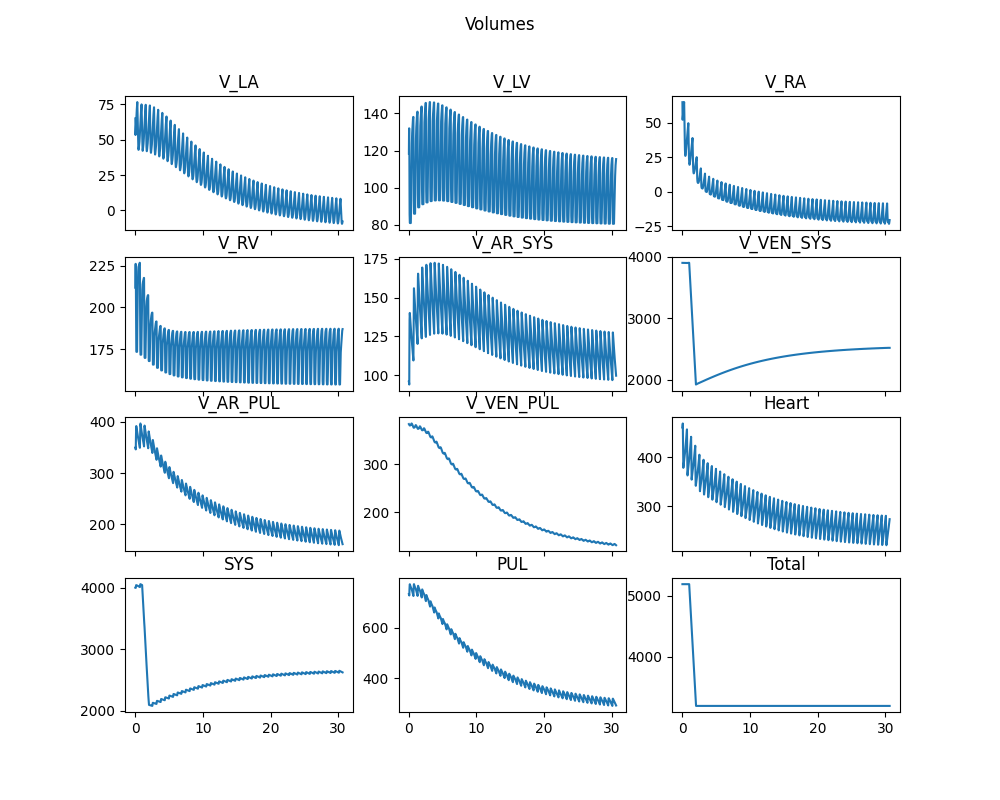 Volumes
V_LA V_LV V_RA
75 50 25 0
140 120 100 80
50 25 0 −25
V_RV V_AR_SYS V_VEN_SYS
225 200 175
175 150 125 100
4000 3000 2000
V_AR_PUL V_VEN_PUL Heart
400 300 200
300 200
400 300
SYS PUL Total
4000 3000 2000
600 400
5000 4000
0 10 20 30 0 10 20 30 0 10 20 30